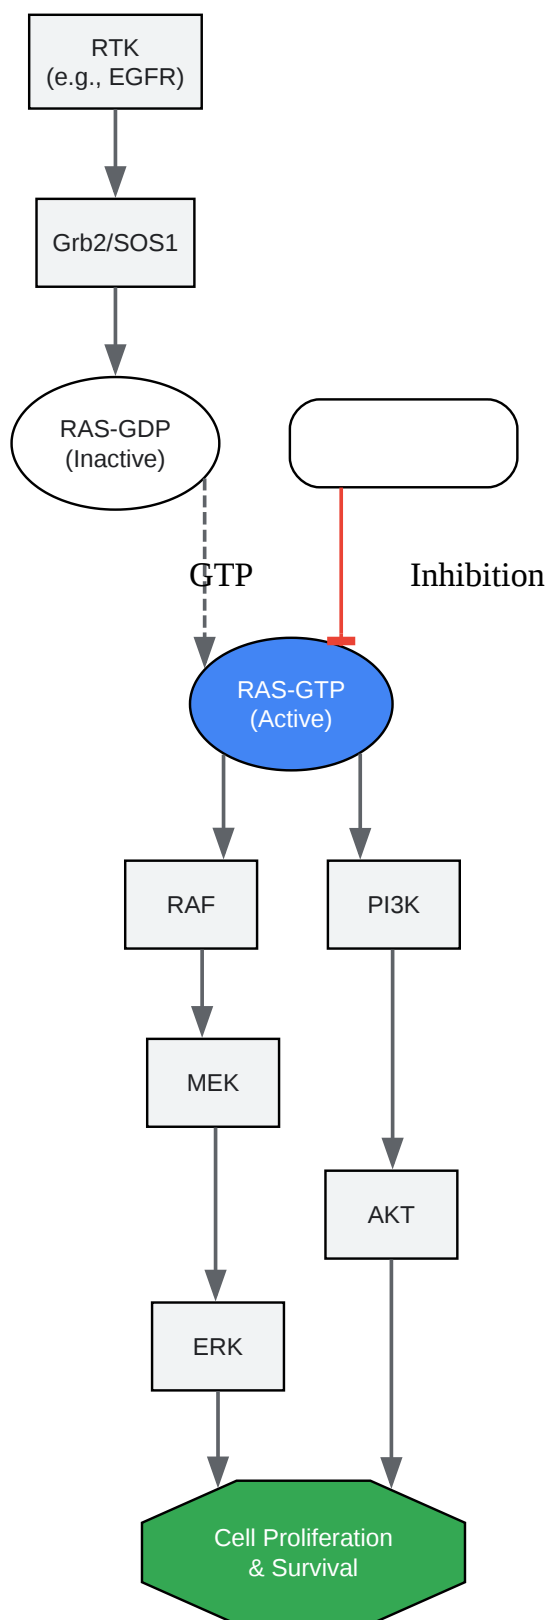 RTK
(e.g., EGFR)
Grb2/SOS1
RAS-GDP
(Inactive)
GTP
Inhibition
RAS-GTP
(Active)
RAF
PI3K
MEK
AKT
ERK
Cell Proliferation
& Survival